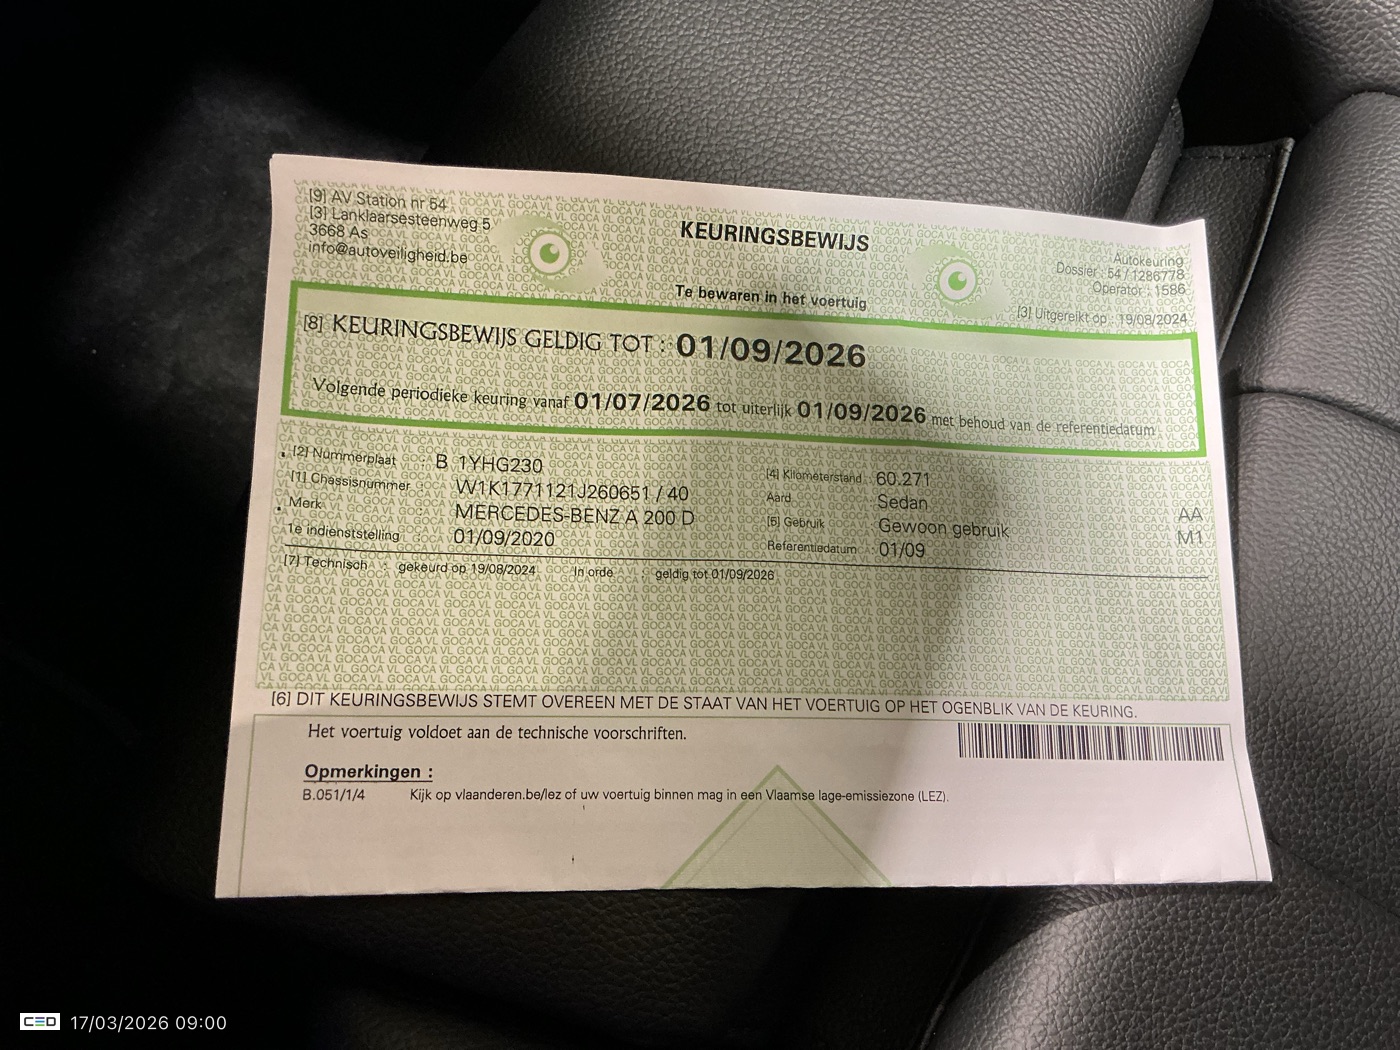 [9] AV Station nr 54
[3] Lanklaarsesteenweg 5
3668 As
info@autoveiligheid.be
KEURINGSBEWIJS
Te bewaren in het voertuig
Autokeuring
Dossier : 54 / 1286778
Operator : 1586
[3] Uitgereikt op : 19/08/2024
[8] KEURINGSBEWIJS GELDIG TOT : 01/09/2026
Volgende periodieke keuring vanaf 01/07/2026 tot uiterlijk 01/09/2026 met behoud van de referentiedatum
[2] Nummerplaat : B 1YHG230
[1] Chassisnummer : W1K1771121J260651 / 40
Merk : MERCEDES-BENZ A 200 D
1e indienststelling : 01/09/2020
[4] Kilometerstand : 60.271
Aard : Sedan AA
[5] Gebruik : Gewoon gebruik M1
Referentiedatum : 01/09
[7] Technisch : gekeurd op 19/08/2024 In orde : geldig tot 01/09/2026
[6] DIT KEURINGSBEWIJS STEMT OVEREEN MET DE STAAT VAN HET VOERTUIG OP HET OGENBLIK VAN DE KEURING.
Het voertuig voldoet aan de technische voorschriften.
Opmerkingen :
B.051/1/4 Kijk op vlaanderen.be/lez of uw voertuig binnen mag in een Vlaamse lage-emissiezone (LEZ).
CED 17/03/2026 09:00